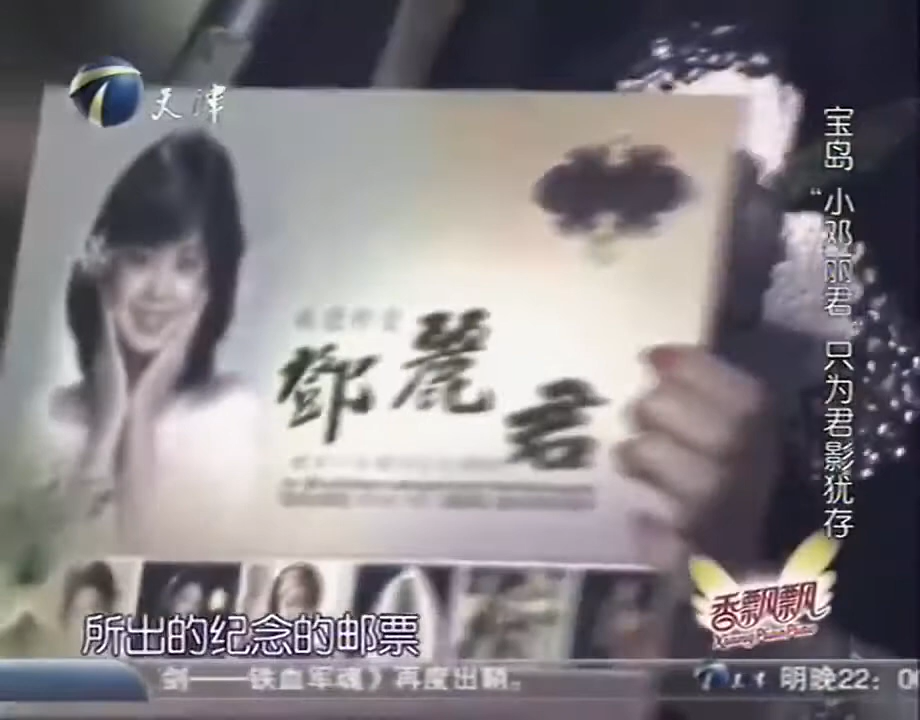 天津
宝岛“小邓丽君”只为君影犹存
鄧麗君
香飘飘
所出的纪念的邮票
剑——铁血军魂》再度出鞘。
明晚22：0